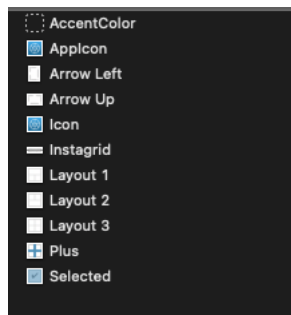 AccentColor
AppIcon
Arrow Left
Arrow Up
Icon
Instagrid
Layout 1
Layout 2
Layout 3
Plus
Selected